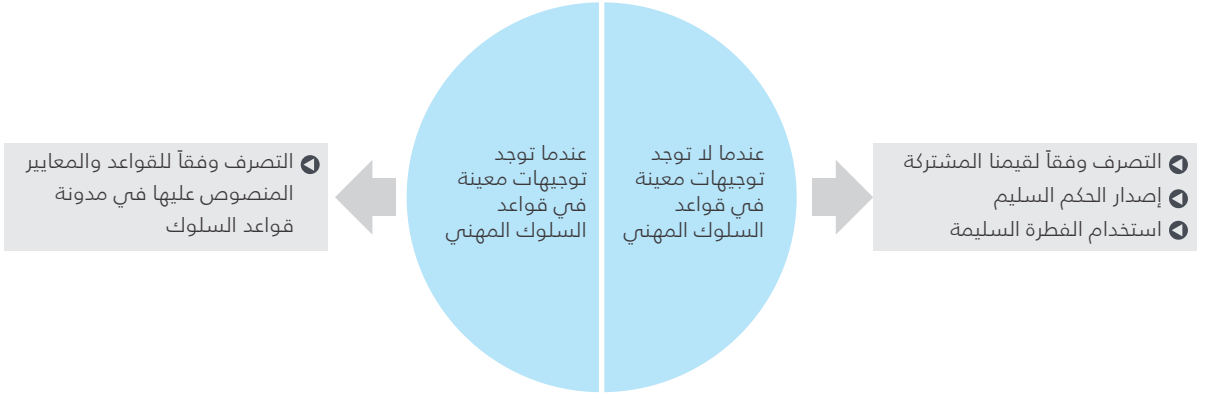 التصرف وفقاً لقيمنا المشتركة
إصدار الحكم السليم
استخدام الفطرة السليمة
عندما لا توجد
توجيهات معينة
في قواعد
السلوك المهني
عندما توجد
توجيهات معينة
في قواعد
السلوك المهني
التصرف وفقاً للقواعد والمعايير
المنصوص عليها في مدونة
قواعد السلوك